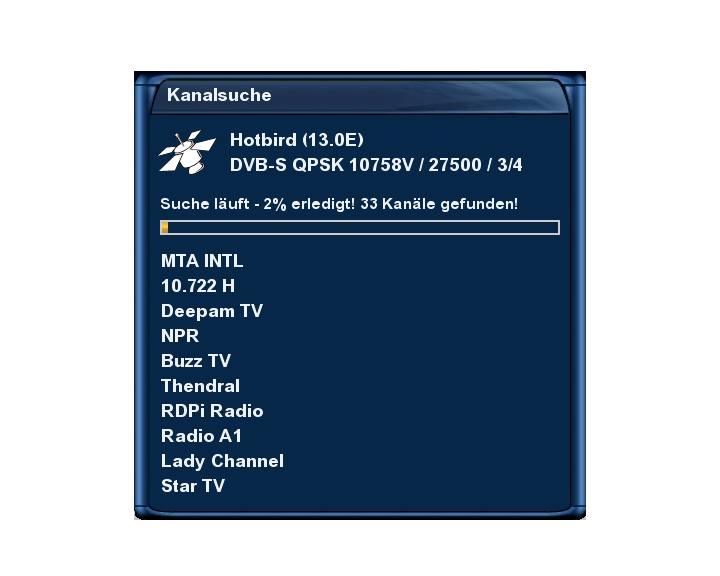 Kanalsuche
Hotbird (13.0E)
DVB-S QPSK 10758V / 27500 / 3/4
Suche läuft - 2% erledigt! 33 Kanäle gefunden!
MTA INTL
10.722 H
Deepam TV
NPR
Buzz TV
Thendral
RDPi Radio
Radio A1
Lady Channel
Star TV